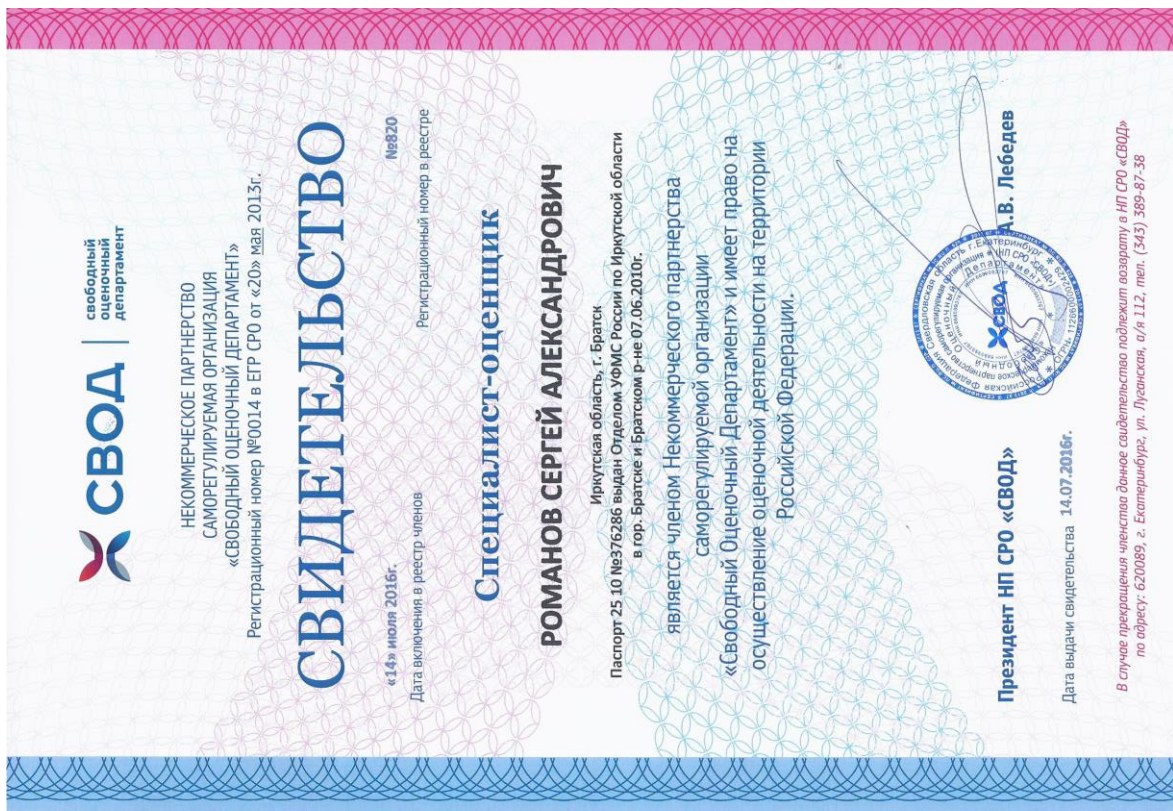 СВОД
свободный
оценочный
департамент
НЕКОММЕРЧЕСКОЕ ПАРТНЕРСТВО
САМОРЕГУЛИРУЕМАЯ ОРГАНИЗАЦИЯ
«СВОБОДНЫЙ ОЦЕНОЧНЫЙ ДЕПАРТАМЕНТ»
Регистрационный номер №0014 в ЕГР СРО от «20» мая 2013г.
СВИДЕТЕЛЬСТВО
«14» июля 2016г. №820
Дата включения в реестр членов Регистрационный номер в реестре
Специалист-оценщик
РОМАНОВ СЕРГЕЙ АЛЕКСАНДРОВИЧ
Иркутская область, г. Братск
Паспорт 25 10 №376286 выдан Отделом УФМС России по Иркутской области
в гор. Братске и Братском р-не 07.06.2010г.
является членом Некоммерческого партнерства
саморегулируемой организации
«Свободный Оценочный Департамент» и имеет право на
осуществление оценочной деятельности на территории
Российской Федерации.
Президент НП СРО «СВОД» А.В. Лебедев
СВОД
Дата выдачи свидетельства 14.07.2016г.
В случае прекращения членства данное свидетельство подлежит возврату в НП СРО «СВОД»
по адресу: 620089, г. Екатеринбург, ул. Луганская, а/я 112, тел. (343) 389-87-38